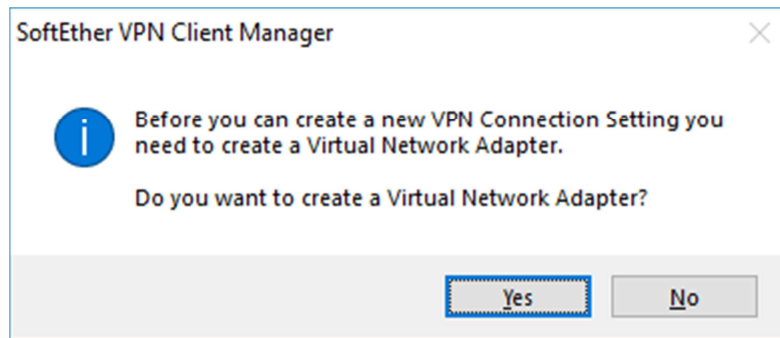 SoftEther VPN Client Manager
Before you can create a new VPN Connection Setting you
need to create a Virtual Network Adapter.
Do you want to create a Virtual Network Adapter?
Yes
No